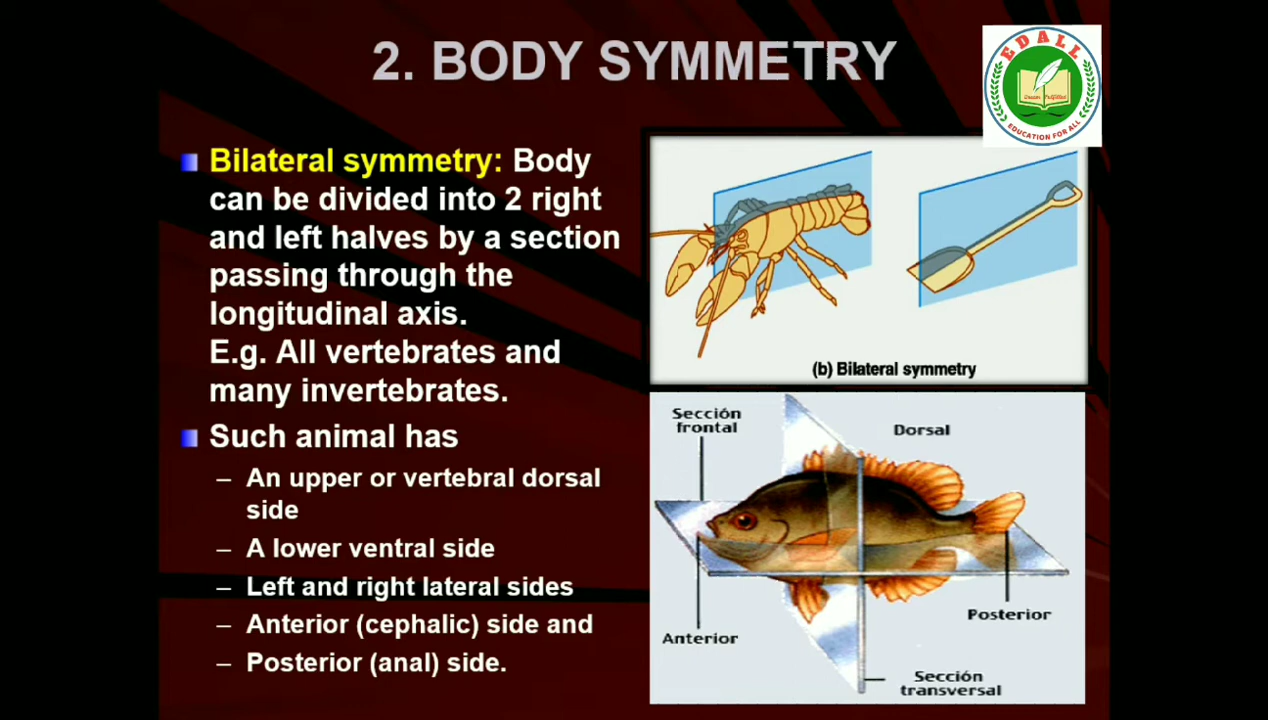 2. BODY SYMMETRY
EDALL
Dream Fulfilled
EDUCATION FOR ALL
Bilateral symmetry: Body
can be divided into 2 right
and left halves by a section
passing through the
longitudinal axis.
E.g. All vertebrates and
many invertebrates.
Such animal has
– An upper or vertebral dorsal
side
– A lower ventral side
– Left and right lateral sides
– Anterior (cephalic) side and
– Posterior (anal) side.
(b) Bilateral symmetry
Sección
frontal
Dorsal
Anterior
Posterior
Sección
transversal